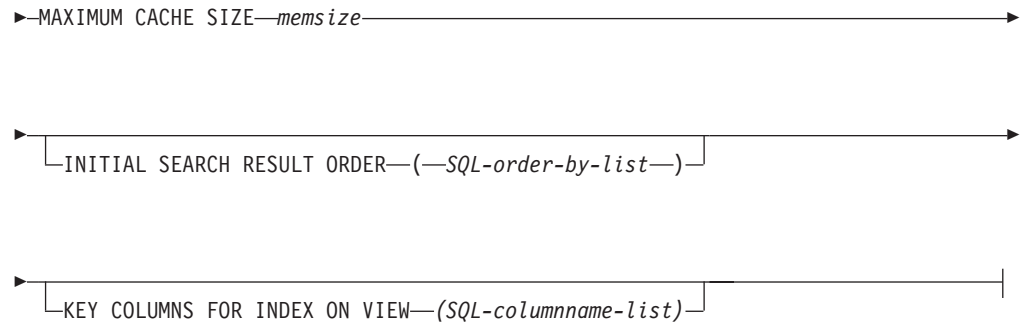 MAXIMUM CACHE SIZE memsize
INITIAL SEARCH RESULT ORDER ( SQL-order-by-list )
KEY COLUMNS FOR INDEX ON VIEW (SQL-columnname-list)